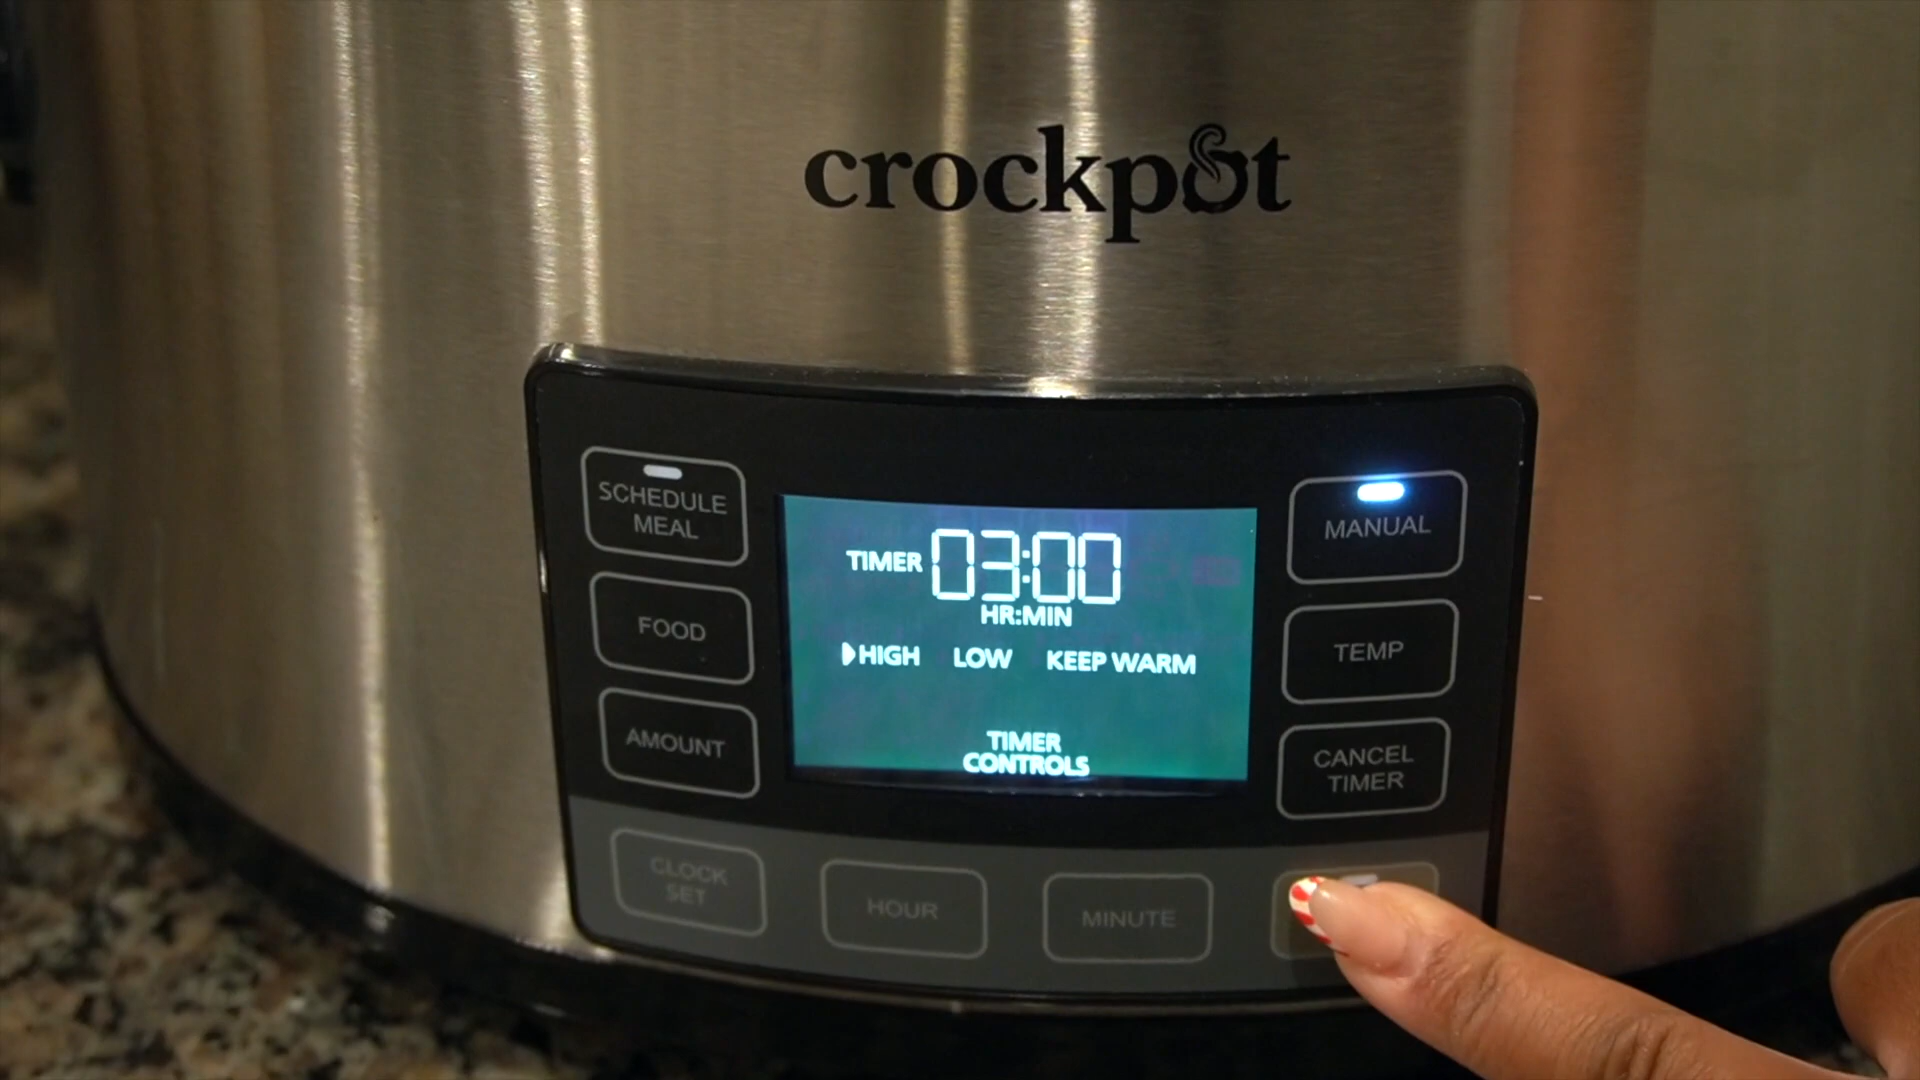 crockpot
SCHEDULE
MEAL
FOOD
AMOUNT
TIMER 03:00
HR:MIN
HIGH LOW KEEP WARM
TIMER
CONTROLS
MANUAL
TEMP
CANCEL
TIMER
CLOCK
SET
HOUR
MINUTE